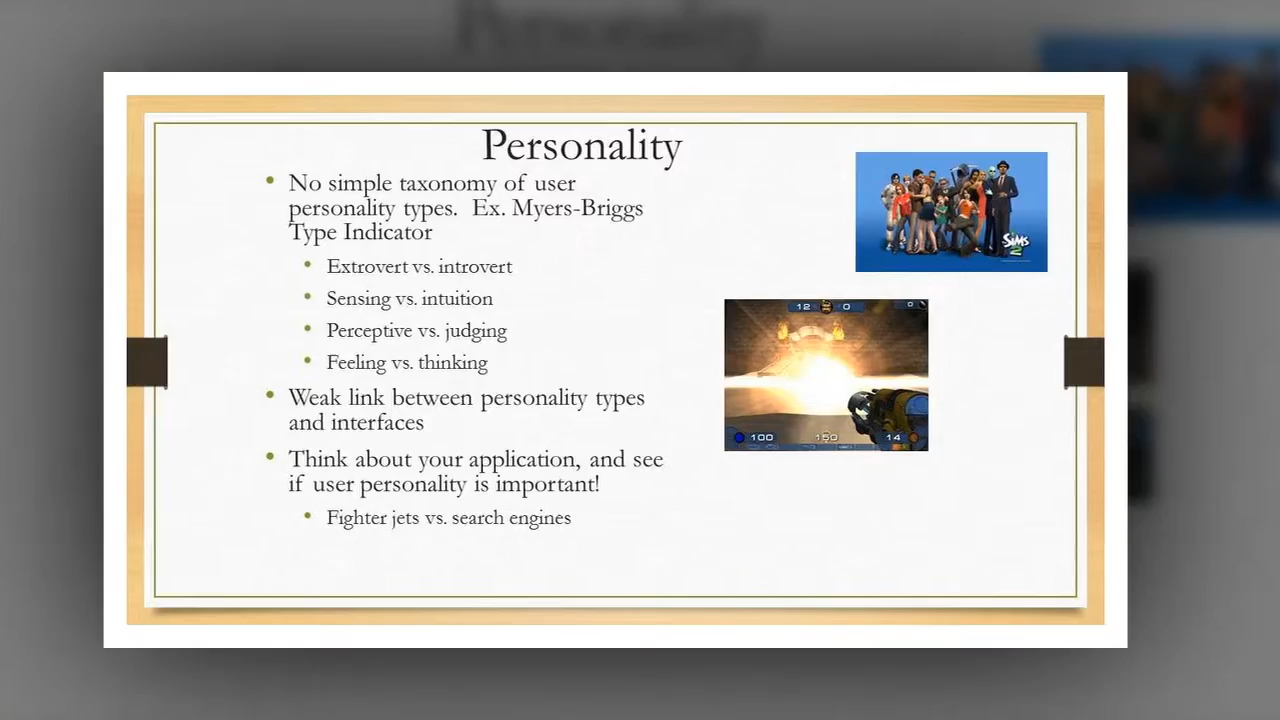 Personality
• No simple taxonomy of user
personality types.  Ex. Myers-Briggs
Type Indicator
• Extrovert vs. introvert
• Sensing vs. intuition
• Perceptive vs. judging
• Feeling vs. thinking
• Weak link between personality types
and interfaces
• Think about your application, and see
if user personality is important!
• Fighter jets vs. search engines
The Sims
2
12 0 0
100 150 14